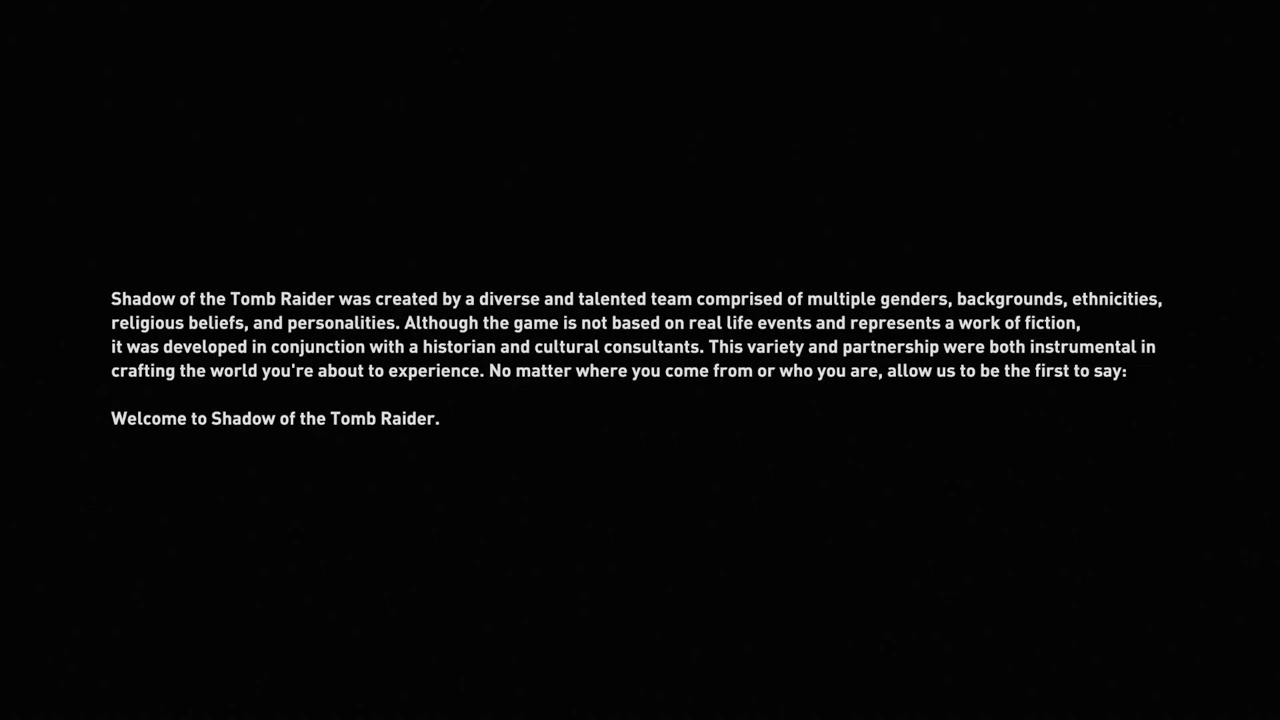 Shadow of the Tomb Raider was created by a diverse and talented team comprised of multiple genders, backgrounds, ethnicities,
religious beliefs, and personalities. Although the game is not based on real life events and represents a work of fiction,
it was developed in conjunction with a historian and cultural consultants. This variety and partnership were both instrumental in
crafting the world you're about to experience. No matter where you come from or who you are, allow us to be the first to say:
Welcome to Shadow of the Tomb Raider.